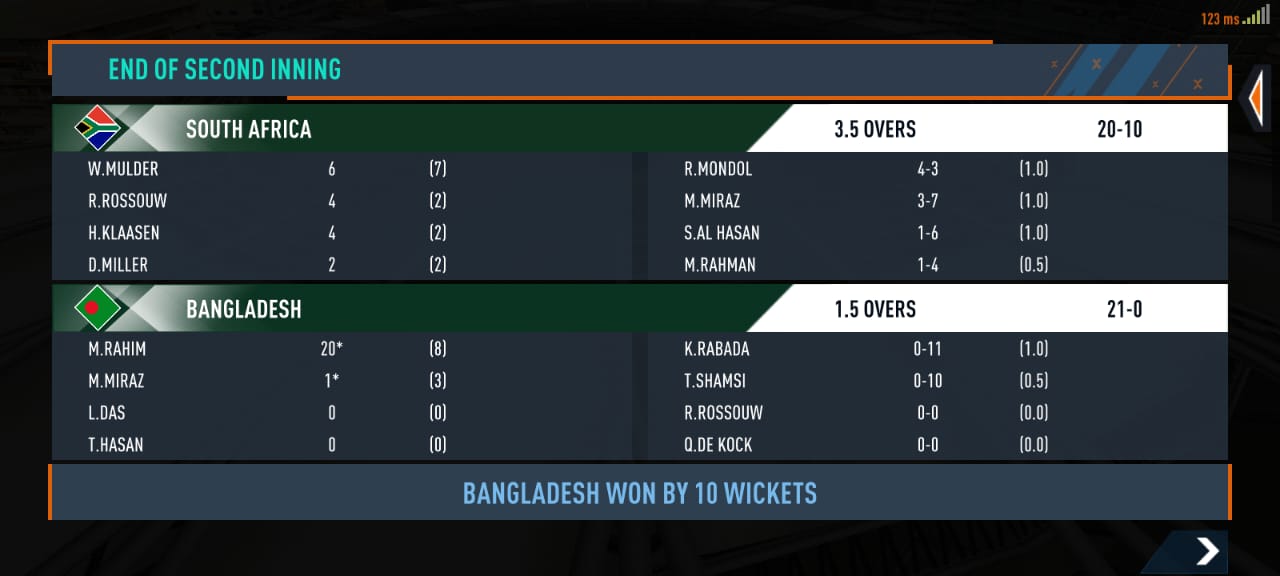 123 ms
END OF SECOND INNING
SOUTH AFRICA 3.5 OVERS 20-10
W.MULDER 6 (7) R.MONDOL 4-3 (1.0)
R.ROSSOUW 4 (2) M.MIRAZ 3-7 (1.0)
H.KLAASEN 4 (2) S.AL HASAN 1-6 (1.0)
D.MILLER 2 (2) M.RAHMAN 1-4 (0.5)
BANGLADESH 1.5 OVERS 21-0
M.RAHIM 20* (8) K.RABADA 0-11 (1.0)
M.MIRAZ 1* (3) T.SHAMSI 0-10 (0.5)
L.DAS 0 (0) R.ROSSOUW 0-0 (0.0)
T.HASAN 0 (0) Q.DE KOCK 0-0 (0.0)
BANGLADESH WON BY 10 WICKETS